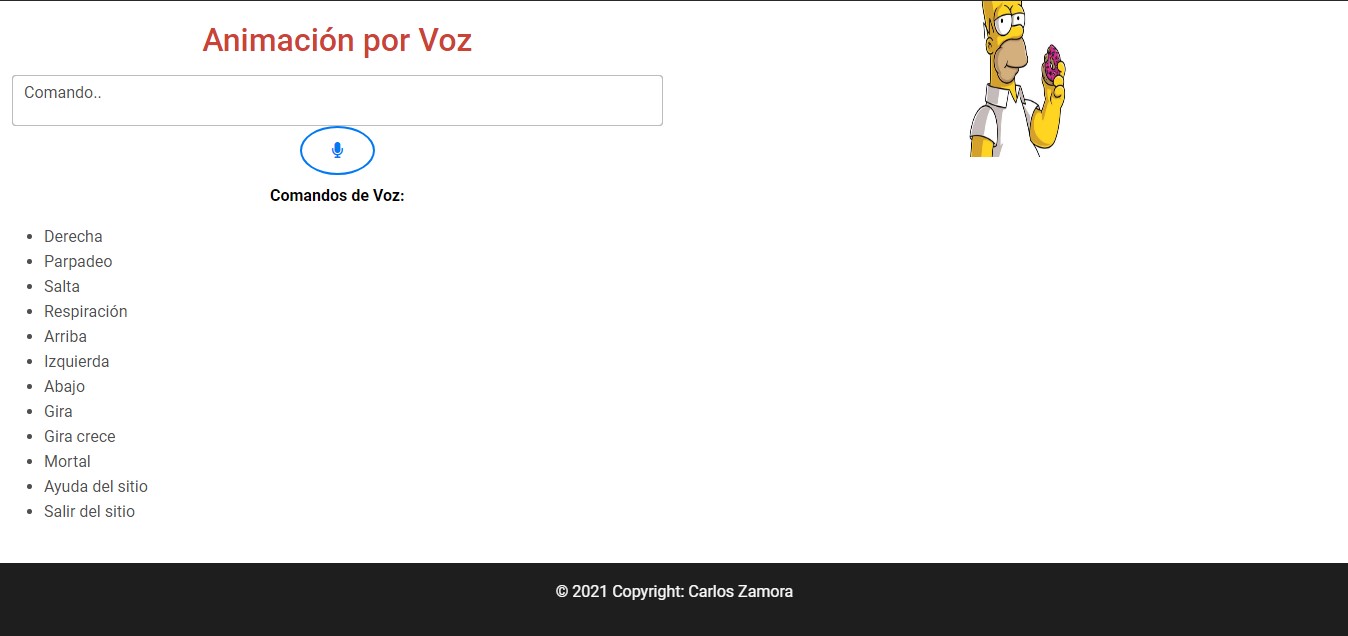 Animación por Voz
Comando..
Comandos de Voz:
Derecha
Parpadeo
Salta
Respiración
Arriba
Izquierda
Abajo
Gira
Gira crece
Mortal
Ayuda del sitio
Salir del sitio
© 2021 Copyright: Carlos Zamora